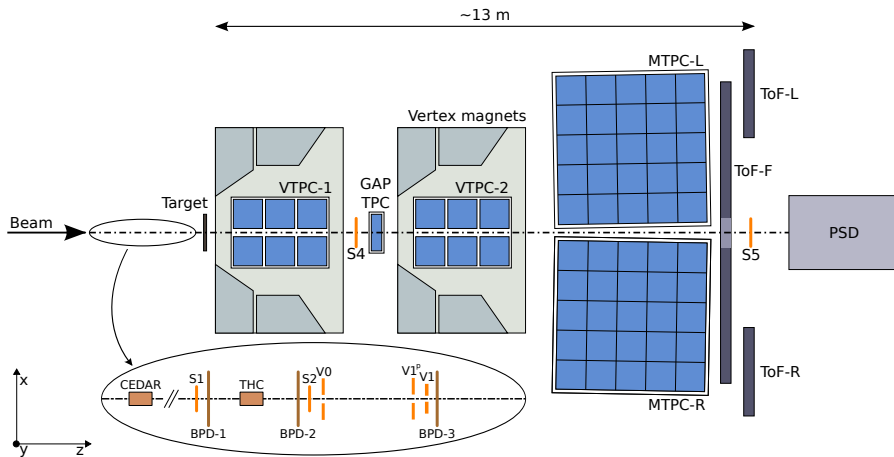 ~13 m
MTPC-L
ToF-L
Vertex magnets
ToF-F
GAP
TPC
VTPC-1
VTPC-2
Target
Beam
S4
S5
PSD
S1
CEDAR
THC
S2
V0
V1ᵖ
V1
BPD-1
BPD-2
BPD-3
ToF-R
MTPC-R
x
y
z